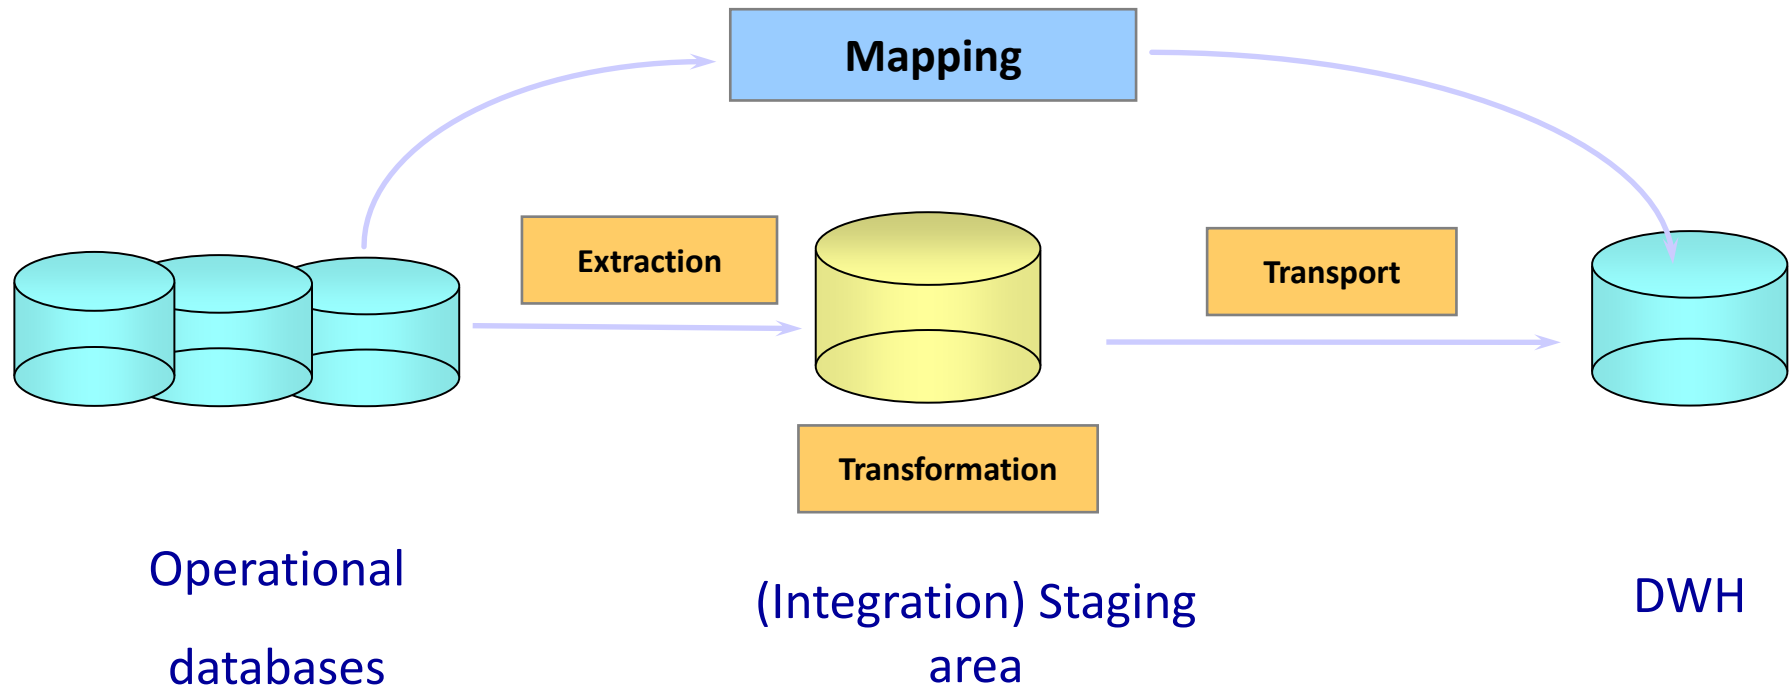 Mapping
Extraction
Transport
Transformation
Operational
databases
(Integration) Staging
area
DWH